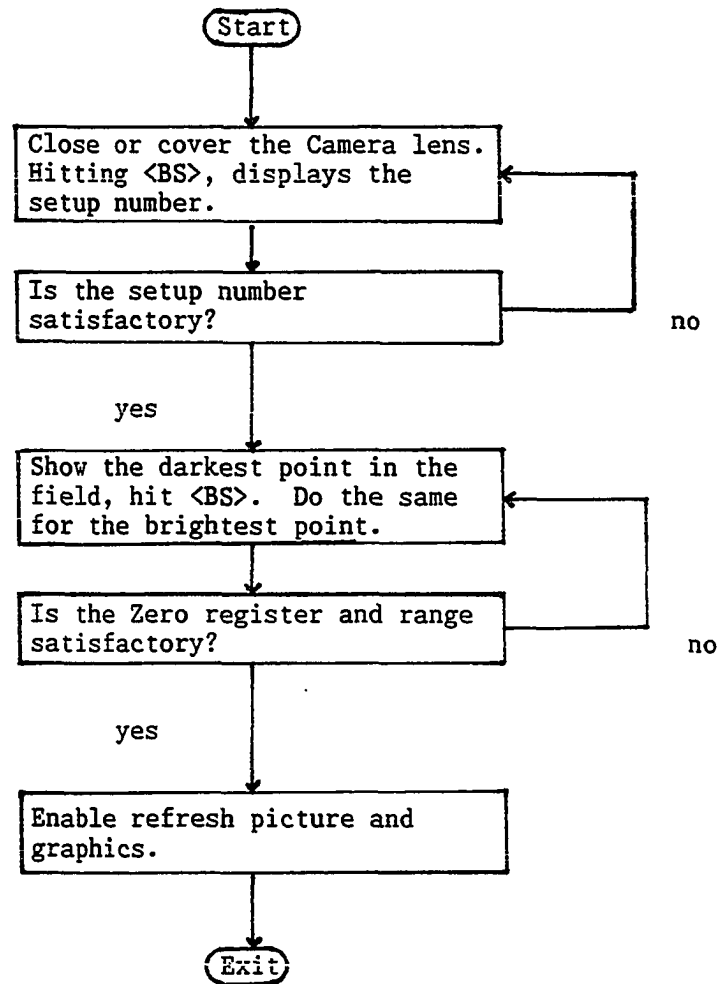 Start
Close or cover the Camera lens.
Hitting <BS>, displays the
setup number.
Is the setup number
satisfactory?
no
yes
Show the darkest point in the
field, hit <BS>. Do the same
for the brightest point.
Is the Zero register and range
satisfactory?
no
yes
Enable refresh picture and
graphics.
Exit